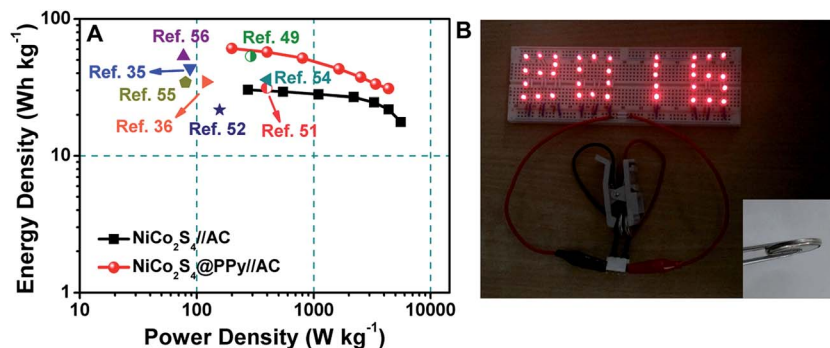 A
Energy Density (Wh kg⁻¹)
100
10
1
Ref. 56
Ref. 49
Ref. 35
Ref. 54
Ref. 55
Ref. 36
Ref. 52
Ref. 51
NiCo₂S₄//AC
NiCo₂S₄@PPy//AC
10
100
1000
10000
Power Density (W kg⁻¹)
B
2016